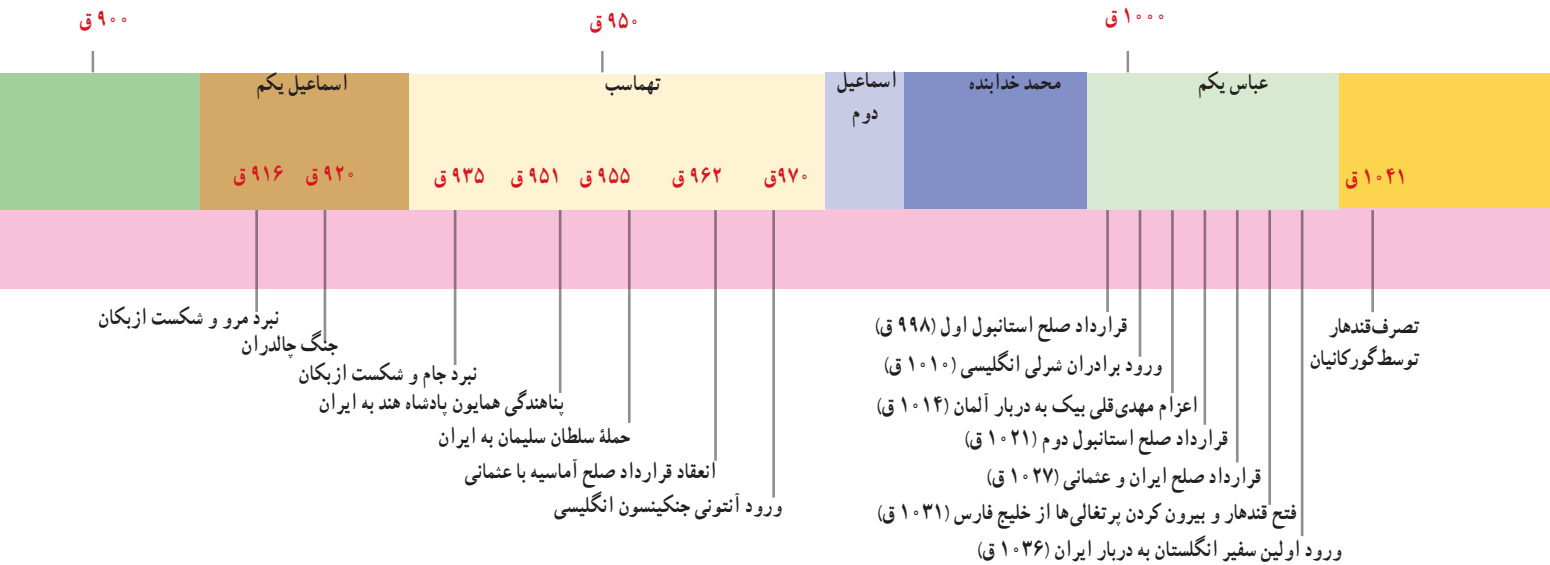 ۹۰۰ ق
۹۵۰ ق
۱۰۰۰ ق
اسماعیل یکم
تهماسب
اسماعیل
دوم
محمد خدابنده
عباس یکم
۹۱۶ ق
۹۲۰ ق
۹۳۵ ق
۹۵۱ ق
۹۵۵ ق
۹۶۲ ق
۹۷۰ق
۱۰۴۱ ق
نبرد مرو و شکست ازبکان
جنگ چالدران
نبرد جام و شکست ازبکان
پناهندگی همایون پادشاه هند به ایران
حملهٔ سلطان سلیمان به ایران
انعقاد قرارداد صلح آماسیه با عثمانی
ورود آنتونی جنکینسون انگلیسی
قرارداد صلح استانبول اول (۹۹۸ ق)
ورود برادران شرلی انگلیسی (۱۰۱۰ ق)
اعزام مهدی‌قلی بیک به دربار آلمان (۱۰۱۴ ق)
قرارداد صلح استانبول دوم (۱۰۲۱ ق)
قرارداد صلح ایران و عثمانی (۱۰۲۷ ق)
فتح قندهار و بیرون کردن پرتغالی‌ها از خلیج فارس (۱۰۳۱ ق)
ورود اولین سفیر انگلستان به دربار ایران (۱۰۳۶ ق)
تصرف‌قندهار
توسط‌گورکانیان